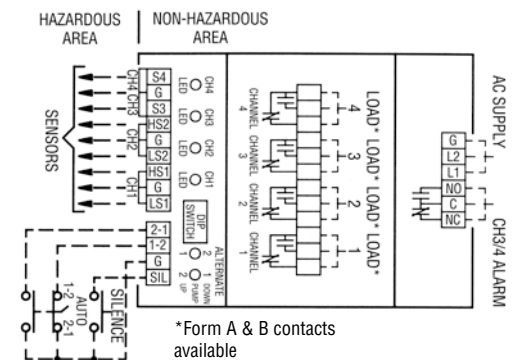 HAZARDOUS AREA
NON-HAZARDOUS AREA
SENSORS
CH4
CH3
CH2
CH1
S4
G
S3
HS2
G
LS2
HS1
G
LS1
2-1
1-2
G
SIL
LED CH4
LED CH3
LED CH2
LED CH1
DIP SWITCH
ALTERNATE
1 2
2 1
UP PUMP DOWN
CHANNEL 4
CHANNEL 3
CHANNEL 2
CHANNEL 1
4 LOAD*
3 LOAD*
2 LOAD*
1 LOAD*
AC SUPPLY
G
L2
L1
NO
C
NC
CH3/4 ALARM
1-2
AUTO
2-1
SILENCE
*Form A & B contacts
available